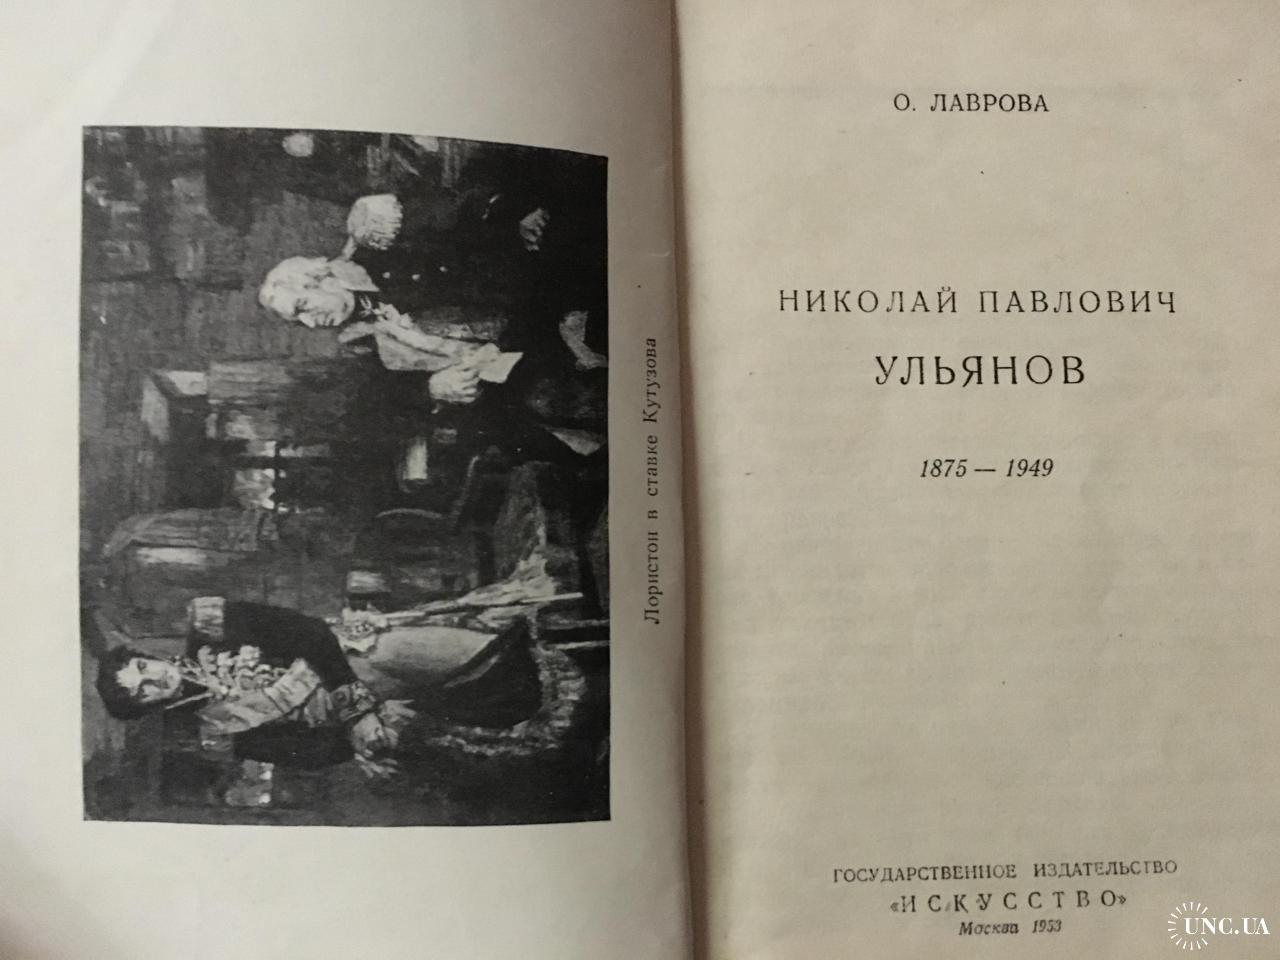 Лористон в ставке Кутузова
О. ЛАВРОВА
НИКОЛАЙ ПАВЛОВИЧ
УЛЬЯНОВ
1875 — 1949
ГОСУДАРСТВЕННОЕ ИЗДАТЕЛЬСТВО
«ИСКУССТВО»
Москва 1953
UNC.UA